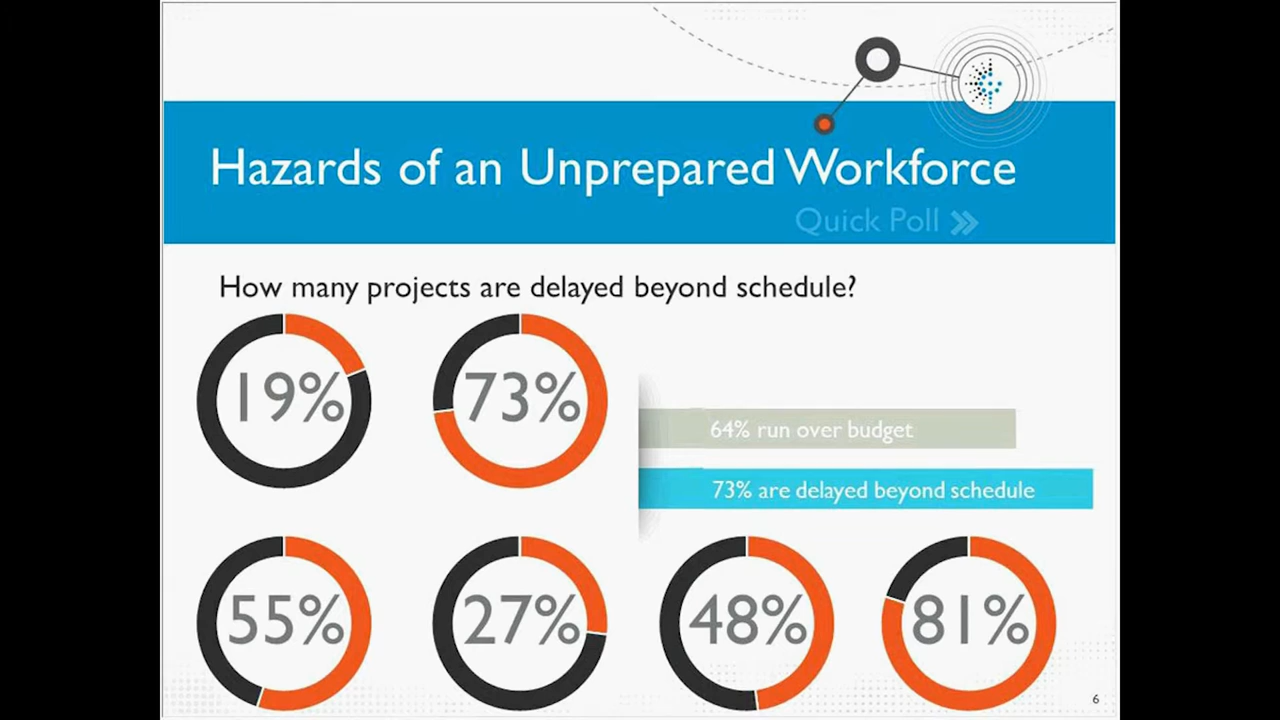 Hazards of an Unprepared Workforce
Quick Poll
How many projects are delayed beyond schedule?
19%
73%
64% run over budget
73% are delayed beyond schedule
55%
27%
48%
81%
6